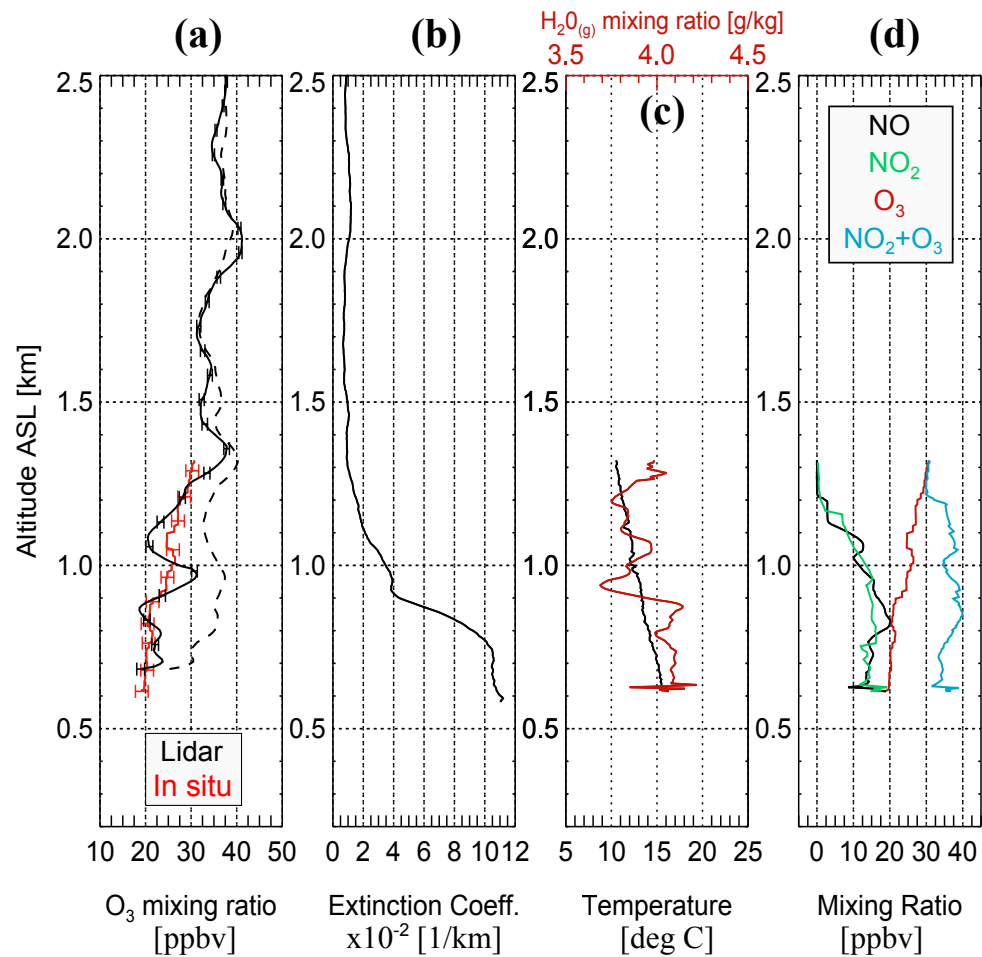 (a)
(b)
H₂0(g) mixing ratio [g/kg]
3.5 4.0 4.5
(d)
2.5
2.0
1.5
1.0
0.5
Altitude ASL [km]
Lidar
In situ
10 20 30 40 50
O₃ mixing ratio
[ppbv]
2.5
2.0
1.5
1.0
0.5
0 2 4 6 8 10 12
Extinction Coeff.
x10⁻² [1/km]
(c)
2.5
2.0
1.5
1.0
0.5
5 10 15 20 25
Temperature
[deg C]
NO
NO₂
O₃
NO₂+O₃
2.5
2.0
1.5
1.0
0.5
0 10 20 30 40
Mixing Ratio
[ppbv]